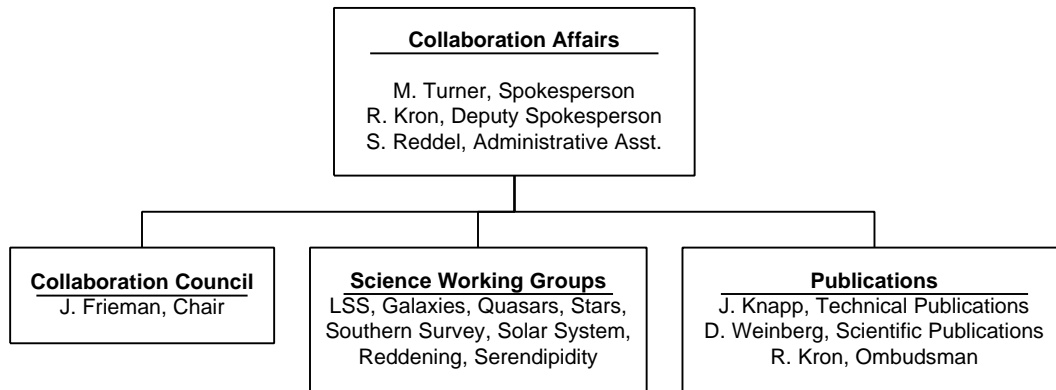 Collaboration Affairs
M. Turner, Spokesperson
R. Kron, Deputy Spokesperson
S. Reddel, Administrative Asst.
Collaboration Council
J. Frieman, Chair
Science Working Groups
LSS, Galaxies, Quasars, Stars,
Southern Survey, Solar System,
Reddening, Serendipidity
Publications
J. Knapp, Technical Publications
D. Weinberg, Scientific Publications
R. Kron, Ombudsman